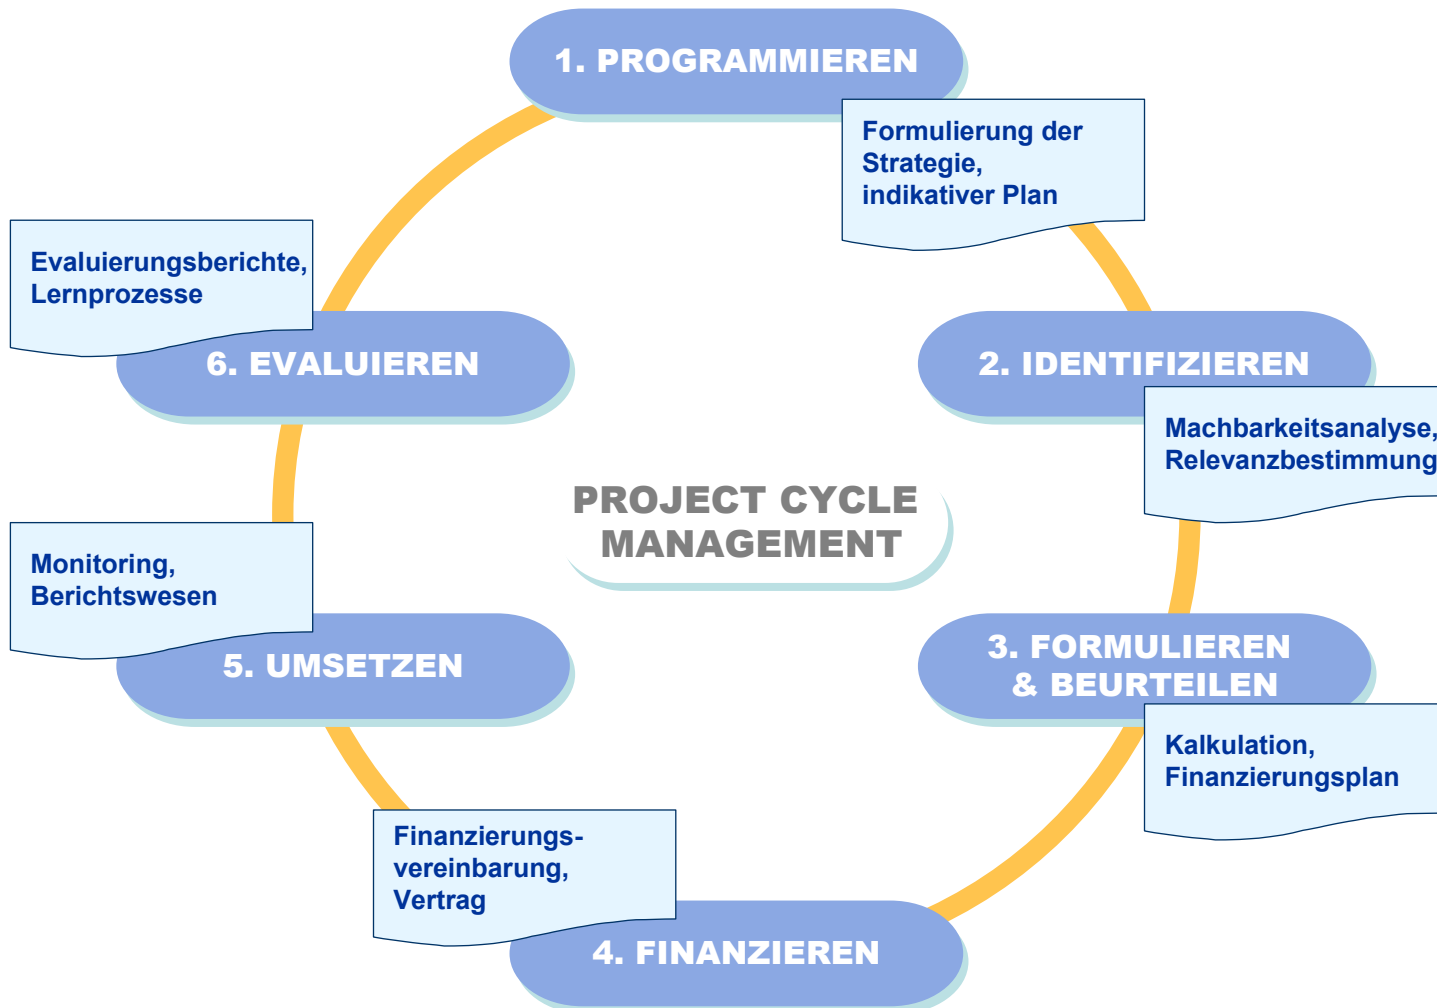 1. PROGRAMMIEREN
Formulierung der
Strategie,
indikativer Plan
2. IDENTIFIZIEREN
Machbarkeitsanalyse,
Relevanzbestimmung
3. FORMULIEREN
& BEURTEILEN
Kalkulation,
Finanzierungsplan
4. FINANZIEREN
Finanzierungs-
vereinbarung,
Vertrag
5. UMSETZEN
Monitoring,
Berichtswesen
6. EVALUIEREN
Evaluierungsberichte,
Lernprozesse
PROJECT CYCLE
MANAGEMENT